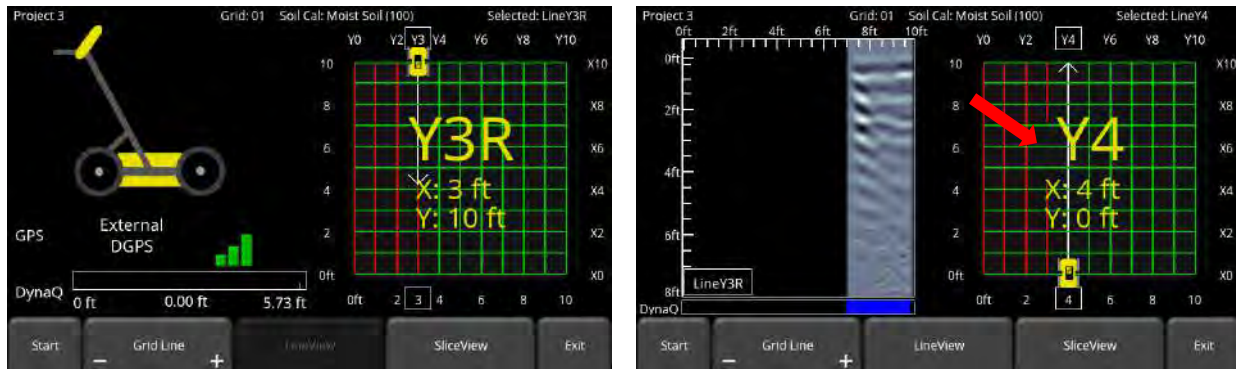 Project 3 Grid: 01 Soil Cal: Moist Soil (100) Selected: LineY3R
Y0 Y2 Y3 Y4 Y6 Y8 Y10
10 X10
8 X8
Y3R
6 X6
X: 3 ft
4 X4
Y: 10 ft
External
DGPS
GPS
2 X2
0ft X0
DynaQ 0 ft 0.00 ft 5.73 ft
0ft 2 3 4 6 8 10
Start - Grid Line + LineView SliceView Exit
Project 3 Grid: 01 Soil Cal: Moist Soil (100) Selected: LineY4
0ft 2ft 4ft 6ft 8ft 10ft
Y0 Y2 Y4 Y6 Y8 Y10
0ft
10 X10
2ft
8 X8
Y4
6 X6
4ft
X: 4 ft
4 X4
Y: 0 ft
6ft
2 X2
LineY3R
0ft X0
8ft
0ft 2 4 6 8 10
DynaQ
Start - Grid Line + LineView SliceView Exit